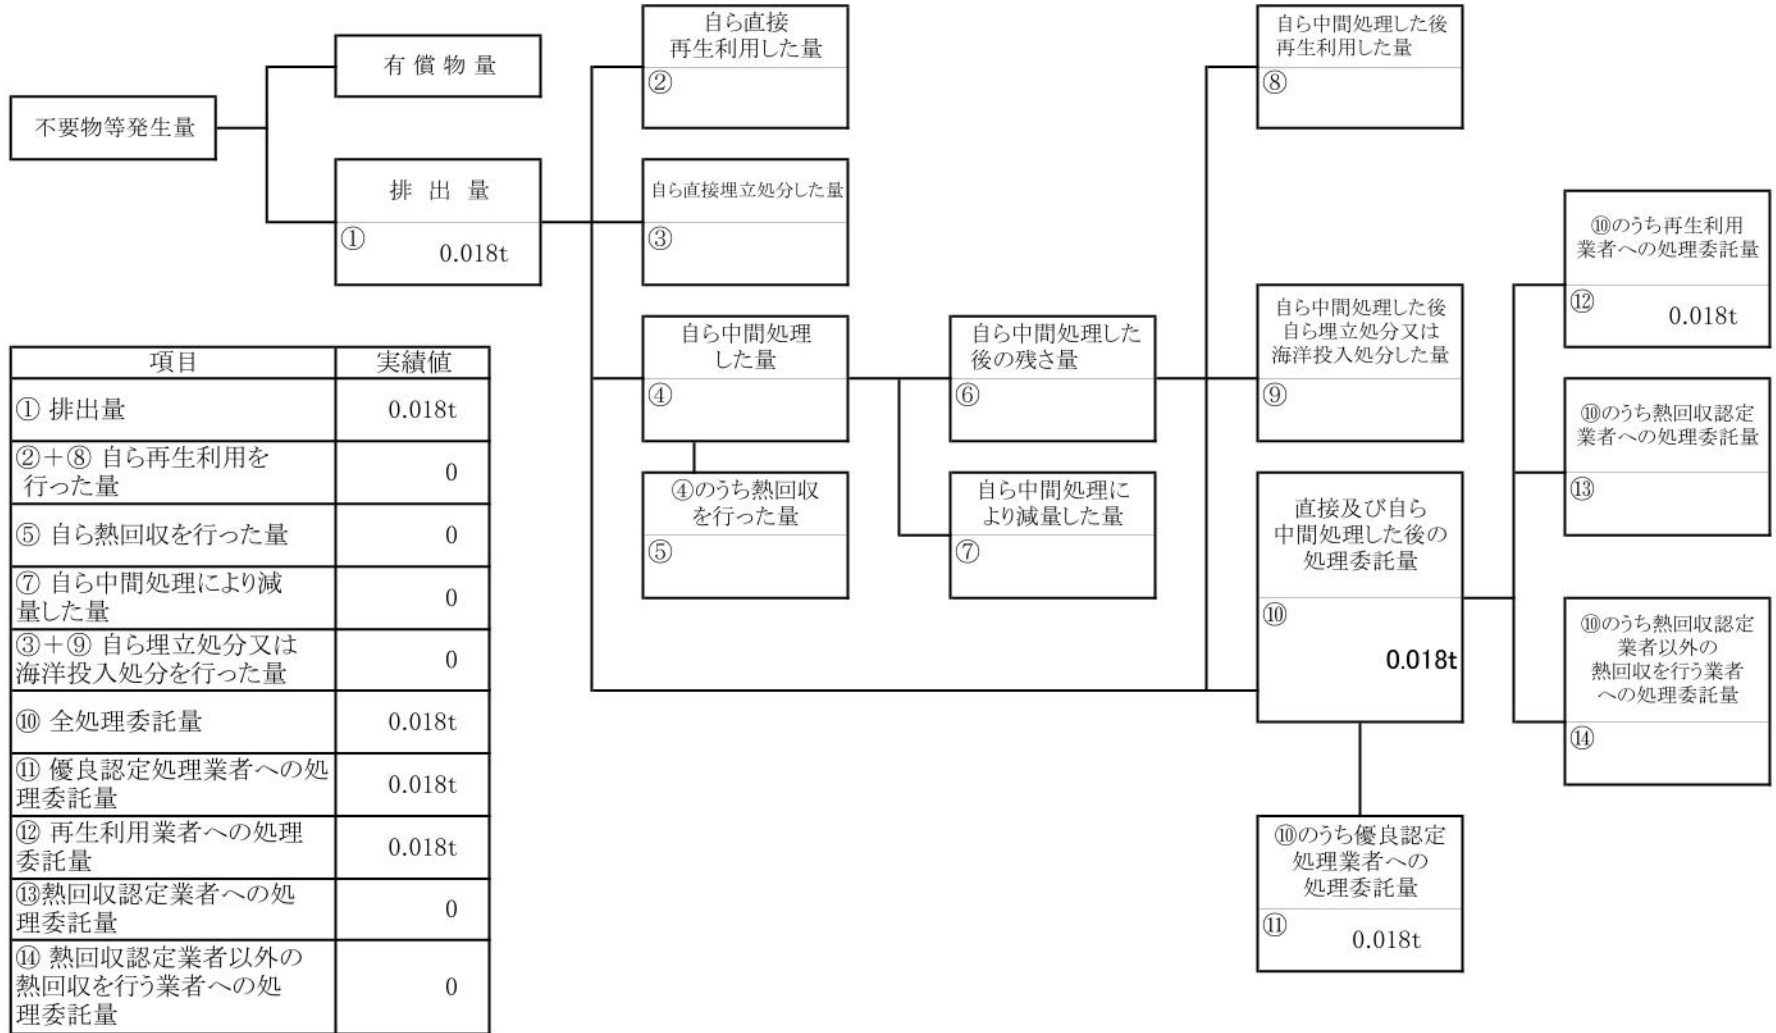 不要物等発生量
有償物量
排出量
①
0.018t
自ら直接
再生利用した量
②
自ら直接埋立処分した量
③
自ら中間処理
した量
④
④のうち熱回収
を行った量
⑤
自ら中間処理した
後の残さ量
⑥
自ら中間処理に
より減量した量
⑦
自ら中間処理した後
再生利用した量
⑧
自ら中間処理した後
自ら埋立処分又は
海洋投入処分した量
⑨
直接及び自ら
中間処理した後の
処理委託量
⑩
0.018t
⑩のうち優良認定
処理業者への
処理委託量
⑪
0.018t
⑩のうち再生利用
業者への処理委託量
⑫
0.018t
⑩のうち熱回収認定
業者への処理委託量
⑬
⑩のうち熱回収認定
業者以外の
熱回収を行う業者
への処理委託量
⑭
項目 実績値
① 排出量 0.018t
②+⑧ 自ら再生利用を
行った量 0
⑤ 自ら熱回収を行った量 0
⑦ 自ら中間処理により減
量した量 0
③+⑨ 自ら埋立処分又は
海洋投入処分を行った量 0
⑩ 全処理委託量 0.018t
⑪ 優良認定処理業者への処
理委託量 0.018t
⑫ 再生利用業者への処理
委託量 0.018t
⑬熱回収認定業者への処
理委託量 0
⑭ 熱回収認定業者以外の
熱回収を行う業者への処
理委託量 0